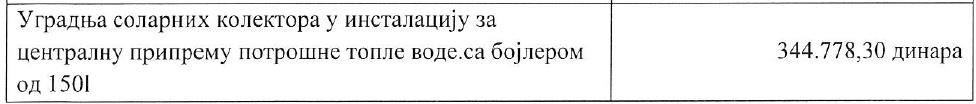 Уградња соларних колектора у инсталацију за
централну припрему потрошне топле воде.са бојлером
од 150l
344.778,30 динара